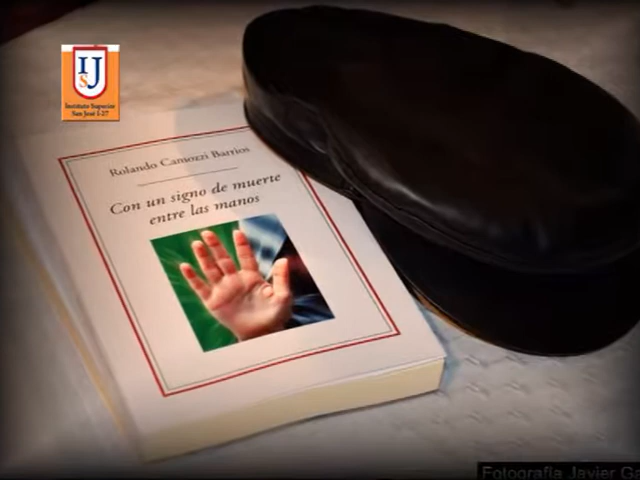 ISJ
Instituto Superior
San José I-27
Rolando Camozzi Barrios
Con un signo de muerte
entre las manos
Fotografía Javier Ga